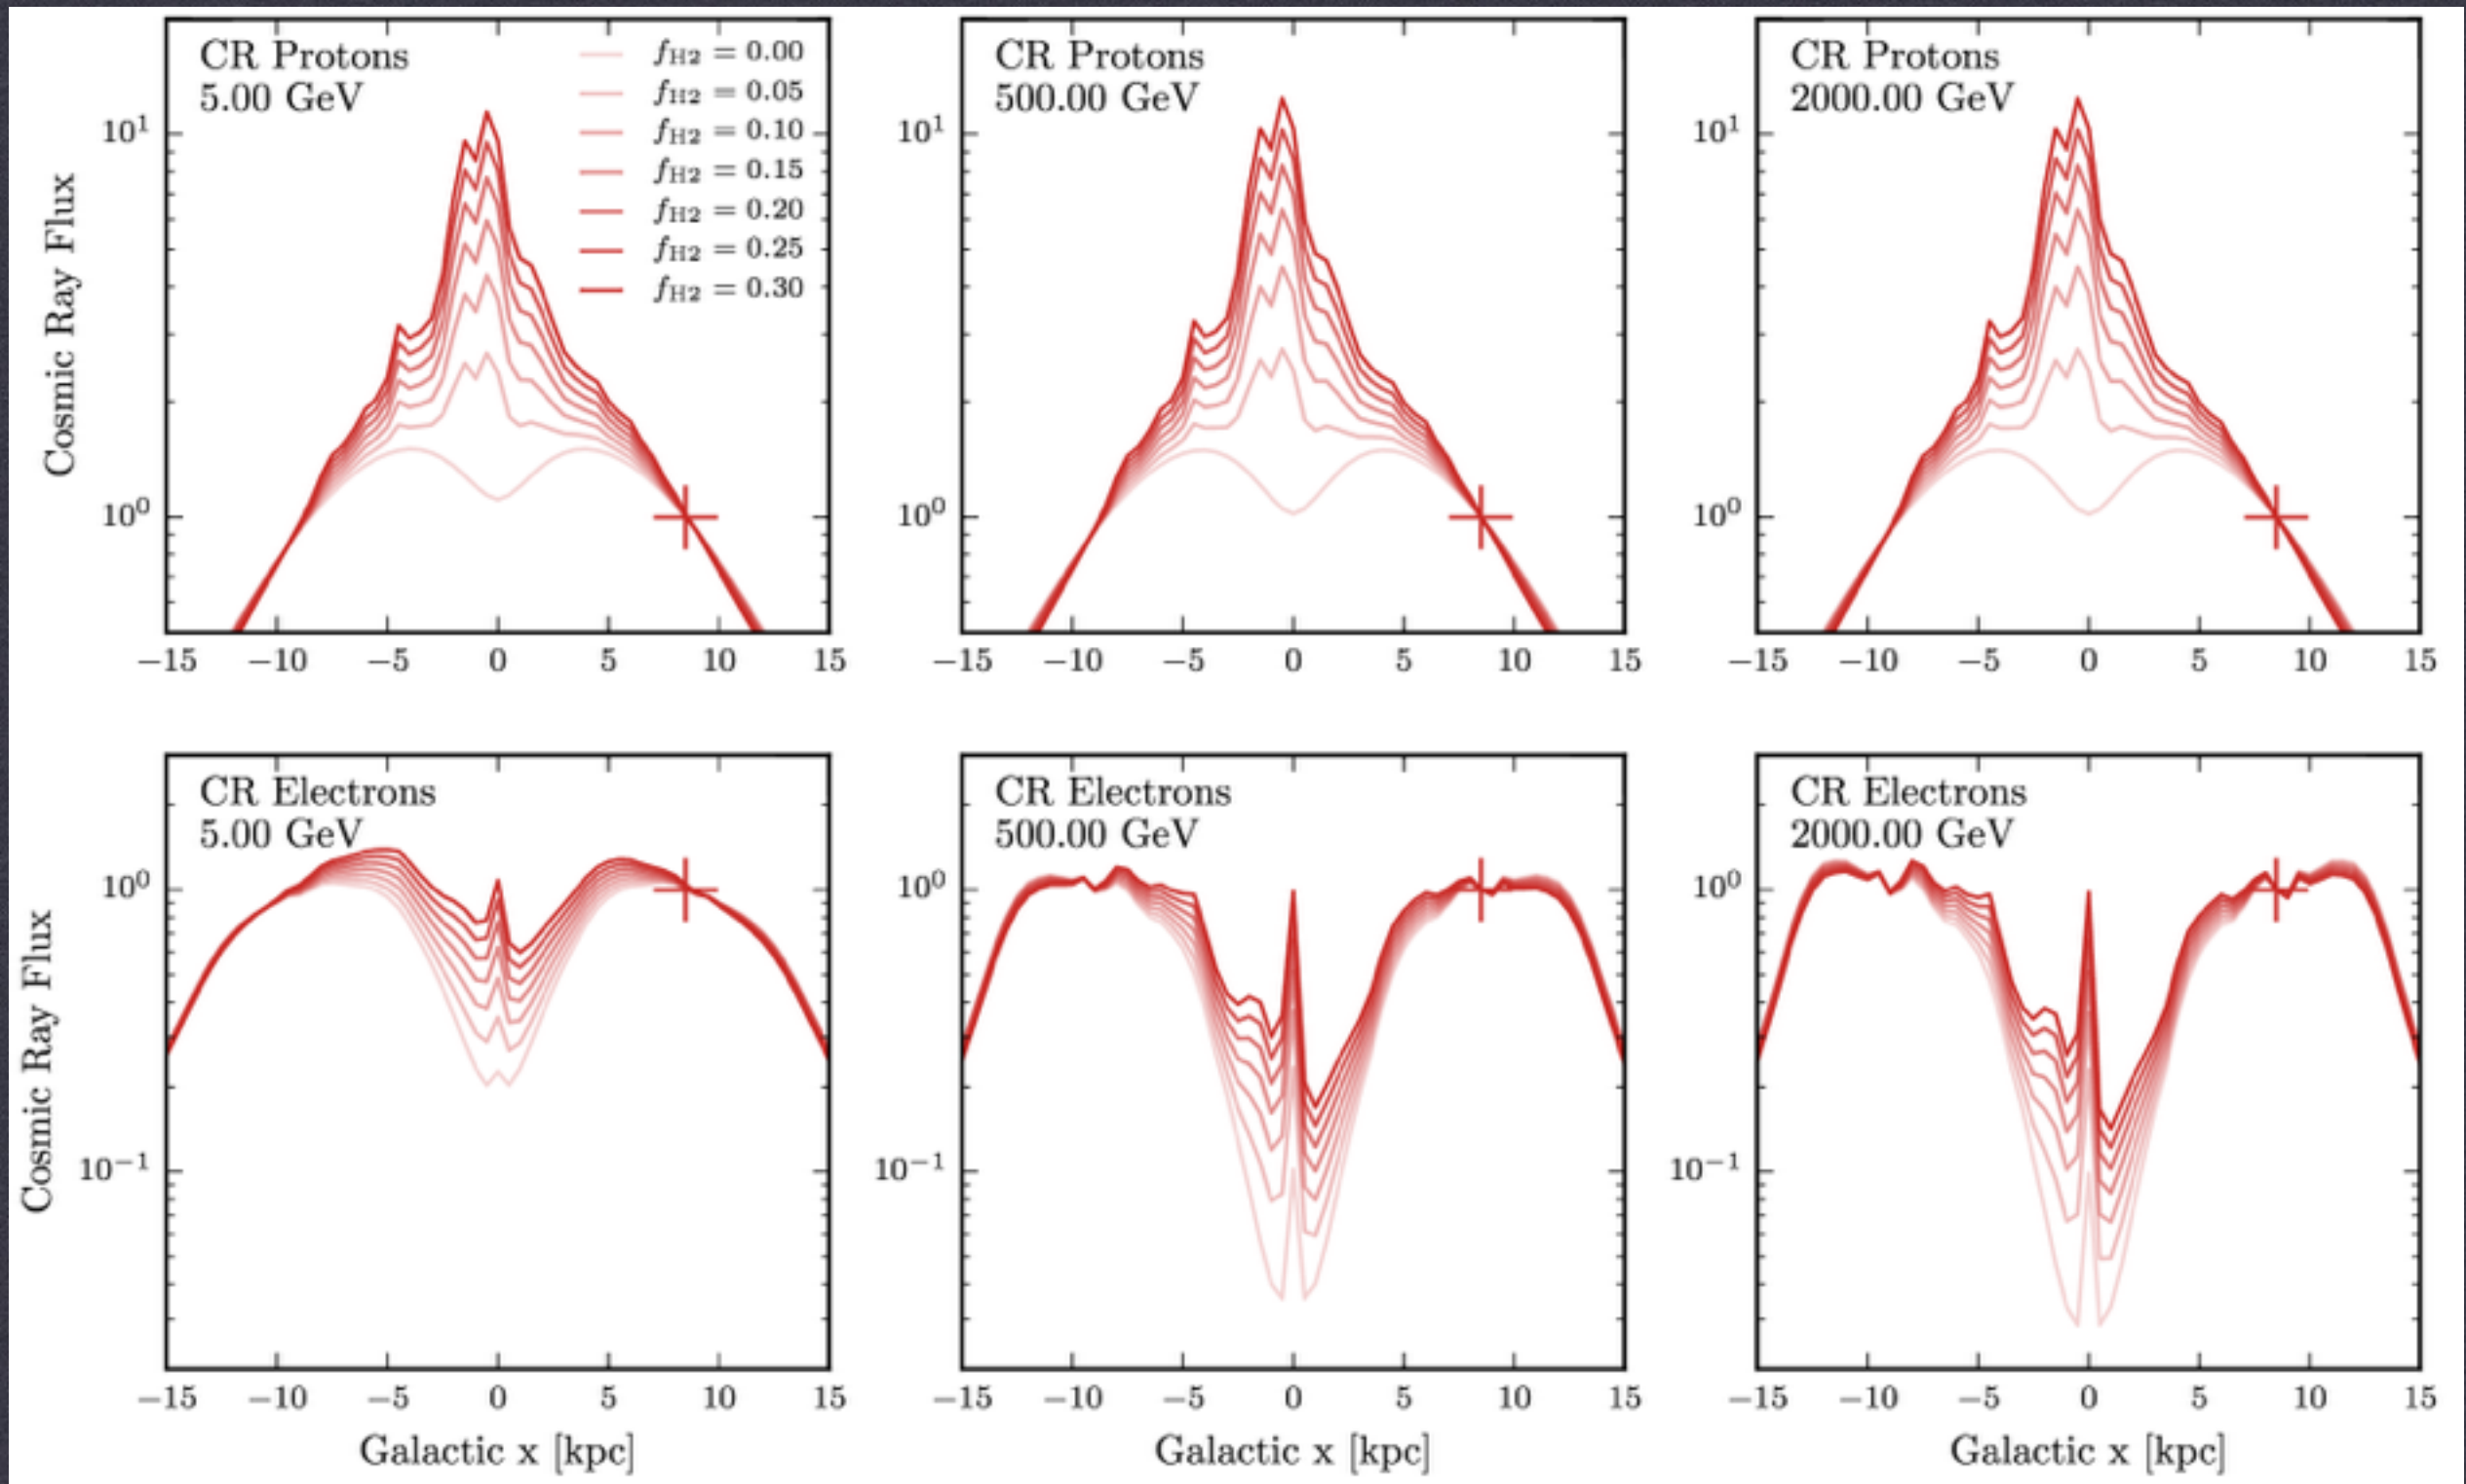 CR Protons
5.00 GeV
f_H2 = 0.00
f_H2 = 0.05
f_H2 = 0.10
f_H2 = 0.15
f_H2 = 0.20
f_H2 = 0.25
f_H2 = 0.30
10^1
10^0
Cosmic Ray Flux
−15 −10 −5 0 5 10 15
CR Protons
500.00 GeV
10^1
10^0
−15 −10 −5 0 5 10 15
CR Protons
2000.00 GeV
10^1
10^0
−15 −10 −5 0 5 10 15
CR Electrons
5.00 GeV
10^0
10^−1
Cosmic Ray Flux
−15 −10 −5 0 5 10 15
Galactic x [kpc]
CR Electrons
500.00 GeV
10^0
10^−1
−15 −10 −5 0 5 10 15
Galactic x [kpc]
CR Electrons
2000.00 GeV
10^0
10^−1
−15 −10 −5 0 5 10 15
Galactic x [kpc]